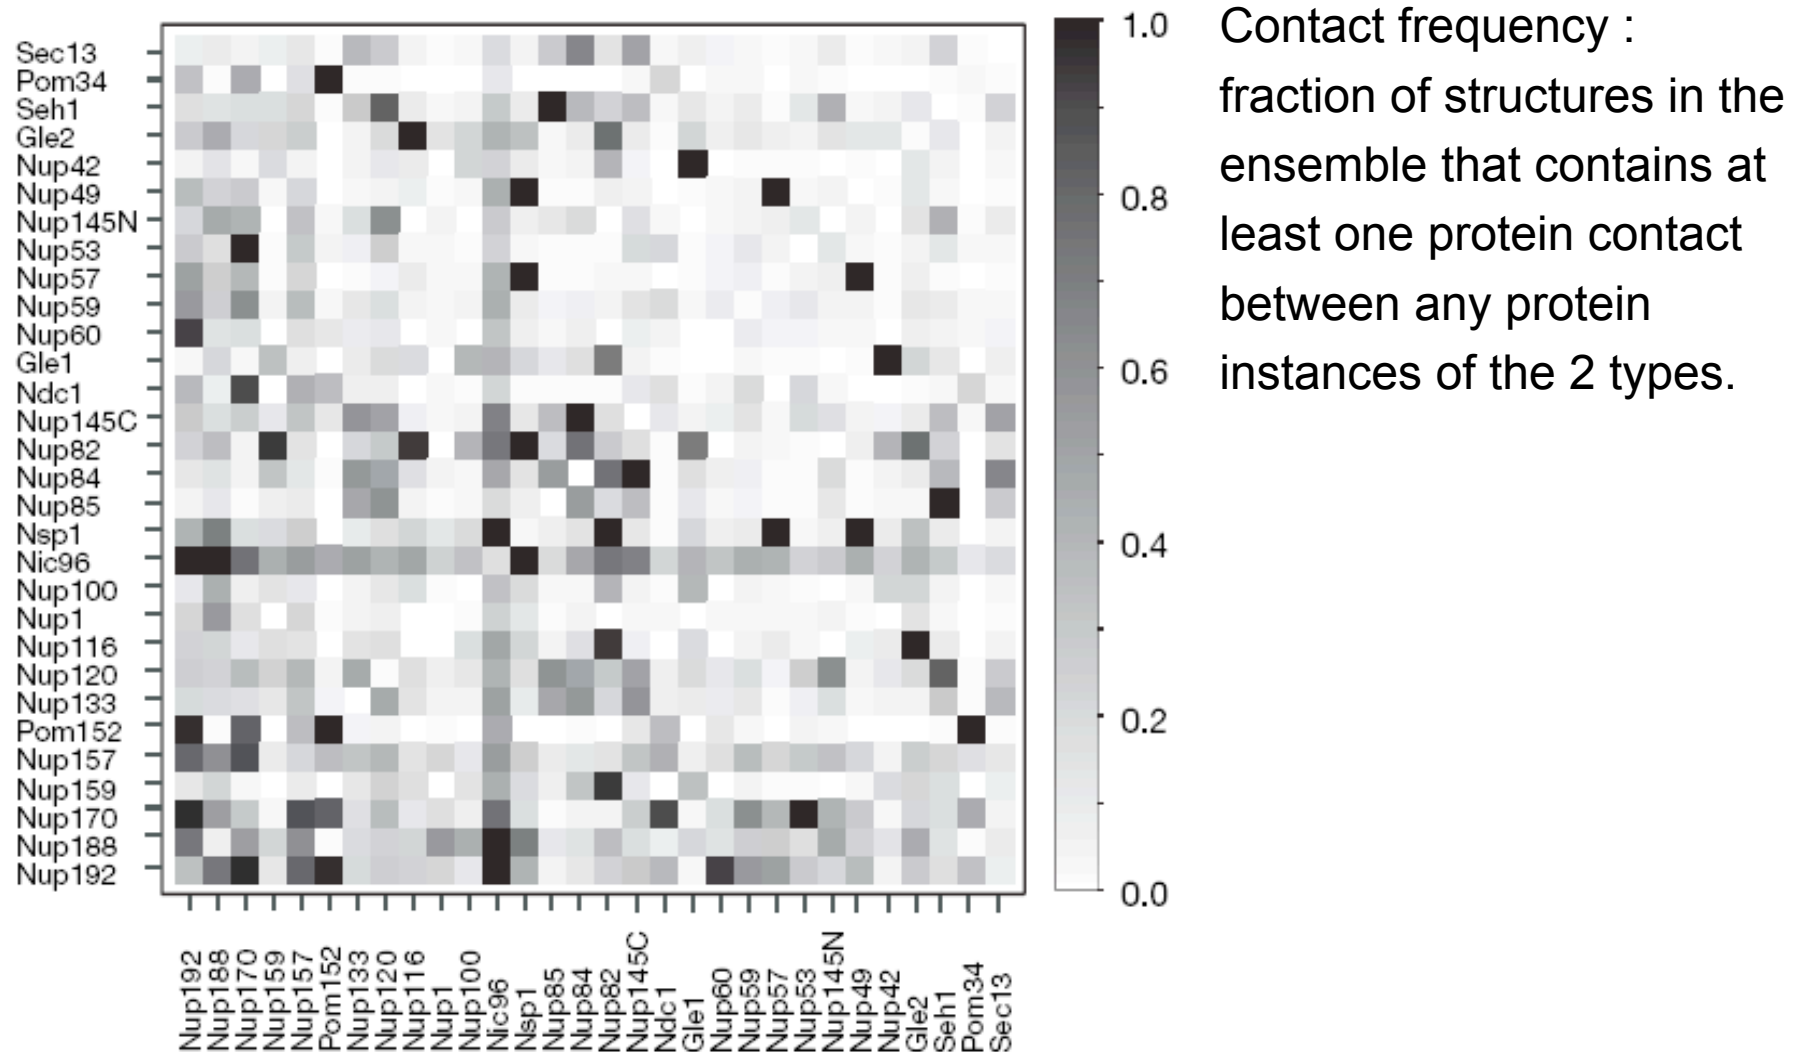 Sec13
Pom34
Seh1
Gle2
Nup42
Nup49
Nup145N
Nup53
Nup57
Nup59
Nup60
Gle1
Ndc1
Nup145C
Nup82
Nup84
Nup85
Nsp1
Nic96
Nup100
Nup1
Nup116
Nup120
Nup133
Pom152
Nup157
Nup159
Nup170
Nup188
Nup192
Nup192
Nup188
Nup170
Nup159
Nup157
Pom152
Nup133
Nup120
Nup116
Nup1
Nup100
Nic96
Nsp1
Nup85
Nup84
Nup82
Nup145C
Ndc1
Gle1
Nup60
Nup59
Nup57
Nup53
Nup145N
Nup49
Nup42
Gle2
Seh1
Pom34
Sec13
1.0
0.8
0.6
0.4
0.2
0.0
Contact frequency :
fraction of structures in the
ensemble that contains at
least one protein contact
between any protein
instances of the 2 types.